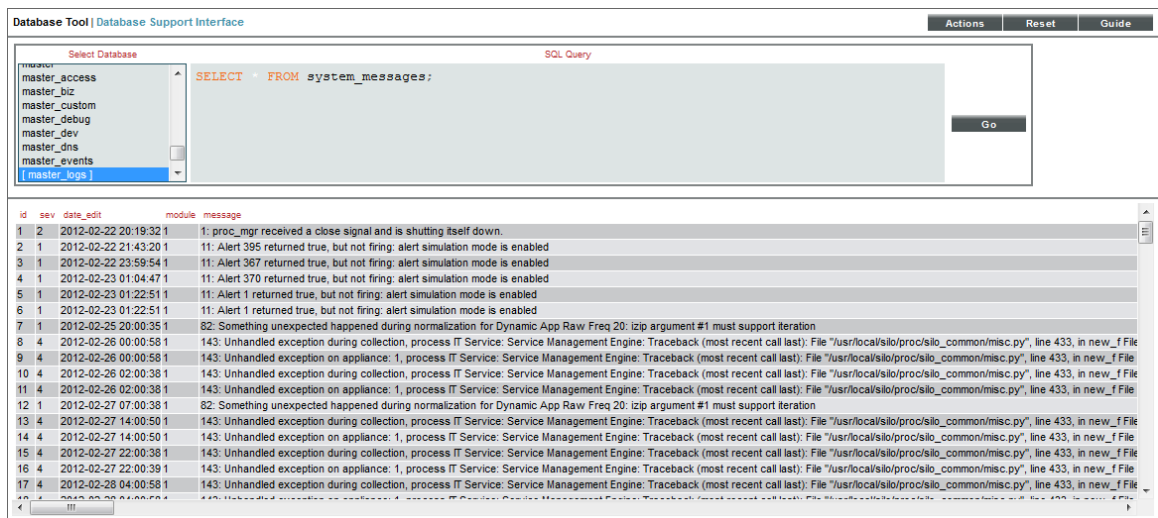 Database Tool | Database Support Interface
Actions Reset Guide
Select Database SQL Query
master
master_access
master_biz
master_custom
master_debug
master_dev
master_dns
master_events
[ master_logs ]
SELECT * FROM system_messages;
Go
id sev date_edit module message
1 2 2012-02-22 20:19:32 1 1: proc_mgr received a close signal and is shutting itself down.
2 1 2012-02-22 21:43:20 1 11: Alert 395 returned true, but not firing: alert simulation mode is enabled
3 1 2012-02-22 23:59:54 1 11: Alert 367 returned true, but not firing: alert simulation mode is enabled
4 1 2012-02-23 01:04:47 1 11: Alert 370 returned true, but not firing: alert simulation mode is enabled
5 1 2012-02-23 01:22:51 1 11: Alert 1 returned true, but not firing: alert simulation mode is enabled
6 1 2012-02-23 01:22:51 1 11: Alert 1 returned true, but not firing: alert simulation mode is enabled
7 1 2012-02-25 20:00:35 1 82: Something unexpected happened during normalization for Dynamic App Raw Freq 20: izip argument #1 must support iteration
8 4 2012-02-26 00:00:58 1 143: Unhandled exception during collection, process IT Service: Service Management Engine: Traceback (most recent call last): File "/usr/local/silo/proc/silo_common/misc.py", line 433, in new_f File
9 4 2012-02-26 00:00:58 1 143: Unhandled exception on appliance: 1, process IT Service: Service Management Engine: Traceback (most recent call last): File "/usr/local/silo/proc/silo_common/misc.py", line 433, in new_f File
10 4 2012-02-26 02:00:38 1 143: Unhandled exception during collection, process IT Service: Service Management Engine: Traceback (most recent call last): File "/usr/local/silo/proc/silo_common/misc.py", line 433, in new_f File
11 4 2012-02-26 02:00:38 1 143: Unhandled exception on appliance: 1, process IT Service: Service Management Engine: Traceback (most recent call last): File "/usr/local/silo/proc/silo_common/misc.py", line 433, in new_f File
12 1 2012-02-27 07:00:38 1 82: Something unexpected happened during normalization for Dynamic App Raw Freq 20: izip argument #1 must support iteration
13 4 2012-02-27 14:00:50 1 143: Unhandled exception during collection, process IT Service: Service Management Engine: Traceback (most recent call last): File "/usr/local/silo/proc/silo_common/misc.py", line 433, in new_f File
14 4 2012-02-27 14:00:50 1 143: Unhandled exception on appliance: 1, process IT Service: Service Management Engine: Traceback (most recent call last): File "/usr/local/silo/proc/silo_common/misc.py", line 433, in new_f File
15 4 2012-02-27 22:00:38 1 143: Unhandled exception during collection, process IT Service: Service Management Engine: Traceback (most recent call last): File "/usr/local/silo/proc/silo_common/misc.py", line 433, in new_f File
16 4 2012-02-27 22:00:39 1 143: Unhandled exception on appliance: 1, process IT Service: Service Management Engine: Traceback (most recent call last): File "/usr/local/silo/proc/silo_common/misc.py", line 433, in new_f File
17 4 2012-02-28 04:00:58 1 143: Unhandled exception during collection, process IT Service: Service Management Engine: Traceback (most recent call last): File "/usr/local/silo/proc/silo_common/misc.py", line 433, in new_f File